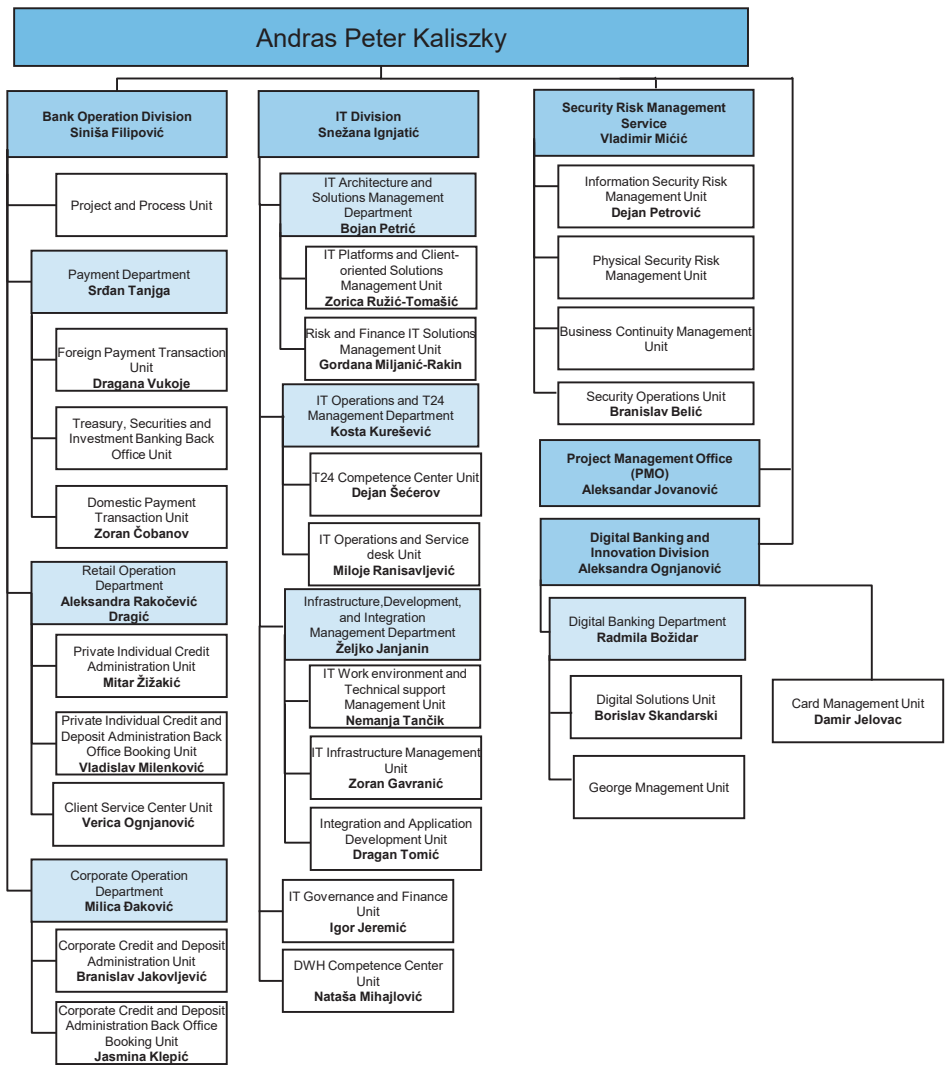 Andras Peter Kaliszky
Bank Operation Division
Siniša Filipović
Project and Process Unit
Payment Department
Srđan Tanjga
Foreign Payment Transaction
Unit
Dragana Vukoje
Treasury, Securities and
Investment Banking Back
Office Unit
Domestic Payment
Transaction Unit
Zoran Čobanov
Retail Operation
Department
Aleksandra Rakočević
Dragić
Private Individual Credit
Administration Unit
Mitar Žižakić
Private Individual Credit and
Deposit Administration Back
Office Booking Unit
Vladislav Milenković
Client Service Center Unit
Verica Ognjanović
Corporate Operation
Department
Milica Đaković
Corporate Credit and Deposit
Administration Unit
Branislav Jakovljević
Corporate Credit and Deposit
Administration Back Office
Booking Unit
Jasmina Klepić
IT Division
Snežana Ignjatić
IT Architecture and
Solutions Management
Department
Bojan Petrić
IT Platforms and Client-
oriented Solutions
Management Unit
Zorica Ružić-Tomašić
Risk and Finance IT Solutions
Management Unit
Gordana Miljanić-Rakin
IT Operations and T24
Management Department
Kosta Kurešević
T24 Competence Center Unit
Dejan Šećerov
IT Operations and Service
desk Unit
Miloje Ranisavljević
Infrastructure,Development,
and Integration
Management Department
Željko Janjanin
IT Work environment and
Technical support
Management Unit
Nemanja Tančik
IT Infrastructure Management
Unit
Zoran Gavranić
Integration and Application
Development Unit
Dragan Tomić
IT Governance and Finance
Unit
Igor Jeremić
DWH Competence Center
Unit
Nataša Mihajlović
Security Risk Management
Service
Vladimir Mićić
Information Security Risk
Management Unit
Dejan Petrović
Physical Security Risk
Management Unit
Business Continuity Management
Unit
Security Operations Unit
Branislav Belić
Project Management Office
(PMO)
Aleksandar Jovanović
Digital Banking and
Innovation Division
Aleksandra Ognjanović
Digital Banking Department
Radmila Božidar
Digital Solutions Unit
Borislav Skandarski
George Mnagement Unit
Card Management Unit
Damir Jelovac